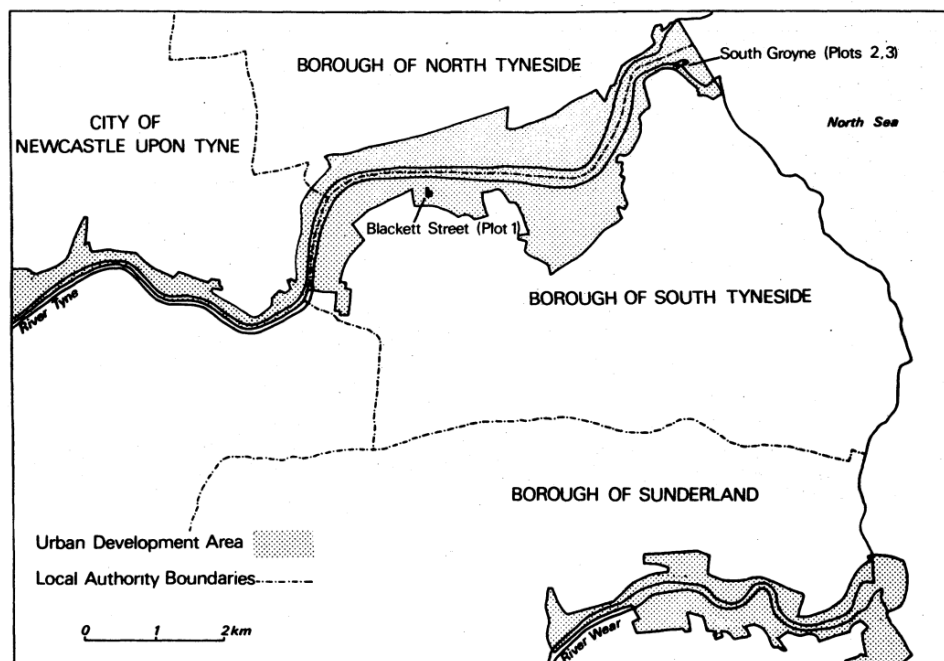 BOROUGH OF NORTH TYNESIDE
South Groyne (Plots 2,3)
CITY OF
NEWCASTLE UPON TYNE
North Sea
Blackett Street (Plot 1)
River Tyne
BOROUGH OF SOUTH TYNESIDE
BOROUGH OF SUNDERLAND
Urban Development Area
Local Authority Boundaries
0 1 2km
River Wear